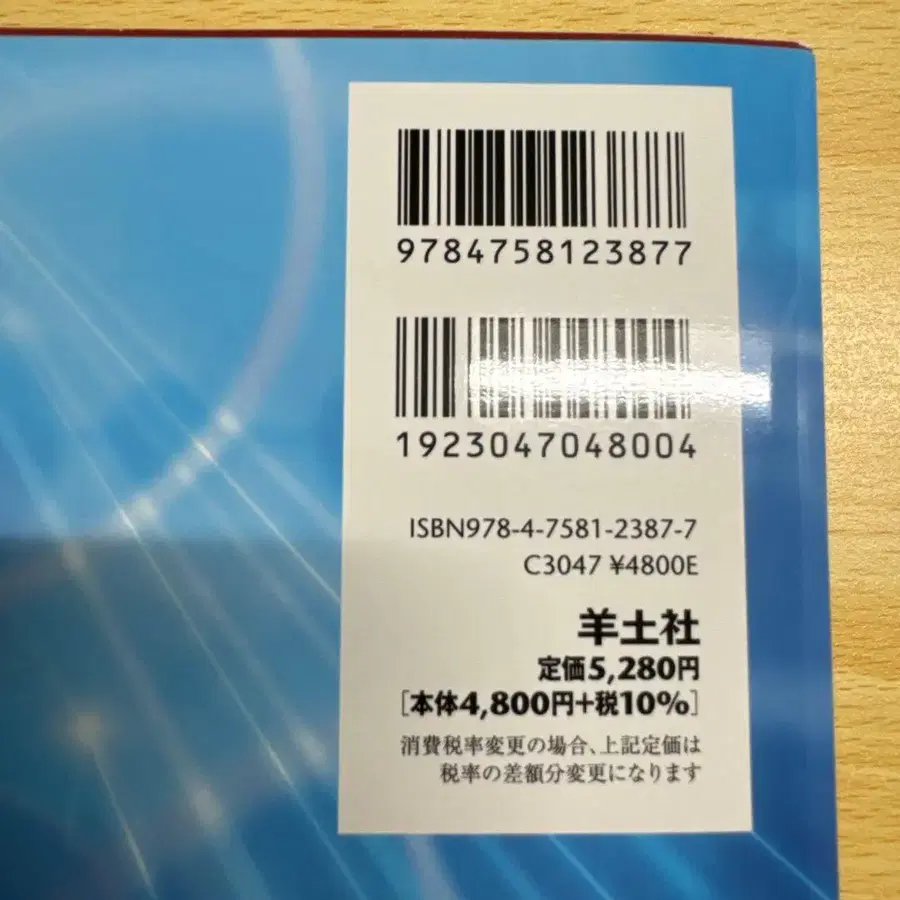 9784758123877
1923047048004
ISBN978-4-7581-2387-7
C3047 ¥4800E
羊土社
定価5,280円
[本体4,800円+税10%]
消費税率変更の場合、上記定価は
税率の差額分変更になります